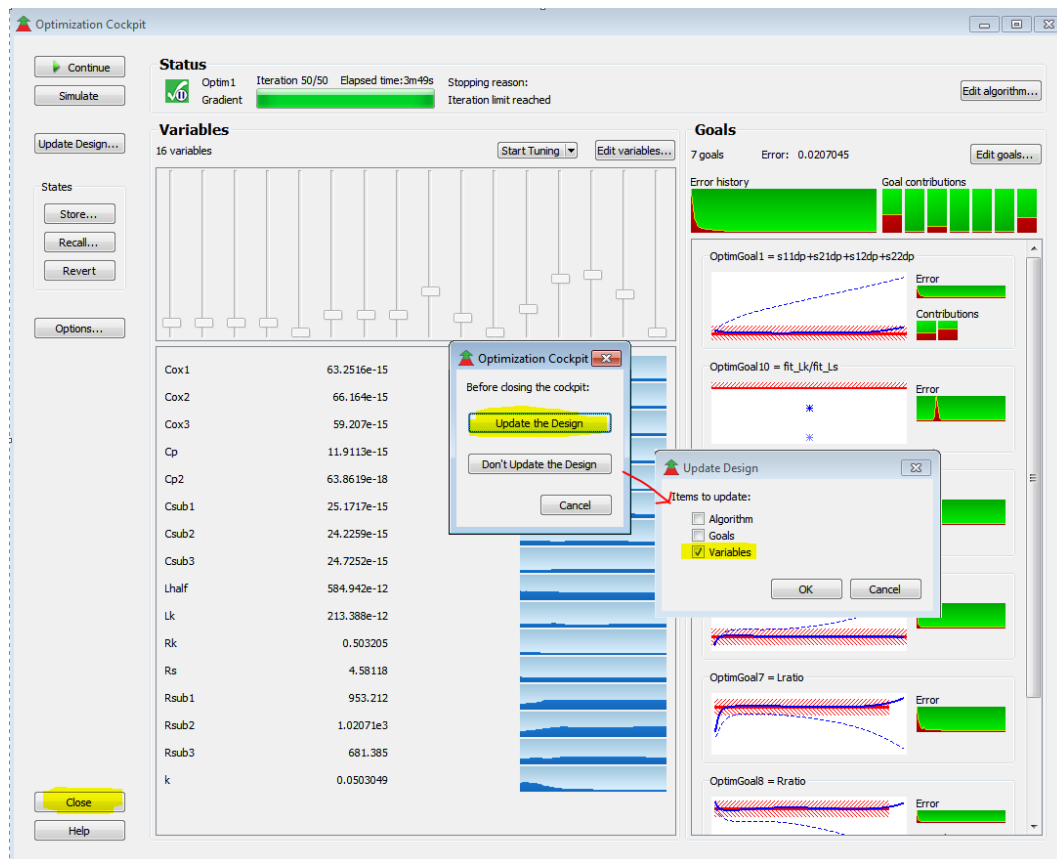 Optimization Cockpit
Continue
Simulate
Update Design...
States
Store...
Recall...
Revert
Options...
Close
Help
Status
Optim1
Gradient
Iteration 50/50 Elapsed time:3m49s
Stopping reason:
Iteration limit reached
Edit algorithm...
Variables
16 variables
Start Tuning
Edit variables...
Cox1 63.2516e-15
Cox2 66.164e-15
Cox3 59.207e-15
Cp 11.9113e-15
Cp2 63.8619e-18
Csub1 25.1717e-15
Csub2 24.2259e-15
Csub3 24.7252e-15
Lhalf 584.942e-12
Lk 213.388e-12
Rk 0.503205
Rs 4.58118
Rsub1 953.212
Rsub2 1.02071e3
Rsub3 681.385
k 0.0503049
Goals
7 goals Error: 0.0207045
Edit goals...
Error history
Goal contributions
OptimGoal1 = s11dp+s21dp+s12dp+s22dp
Error
Contributions
OptimGoal10 = fit_Lk/fit_Ls
Error
OptimGoal7 = Lratio
Error
OptimGoal8 = Rratio
Error
Optimization Cockpit
Before closing the cockpit:
Update the Design
Don't Update the Design
Cancel
Update Design
Items to update:
Algorithm
Goals
Variables
OK
Cancel